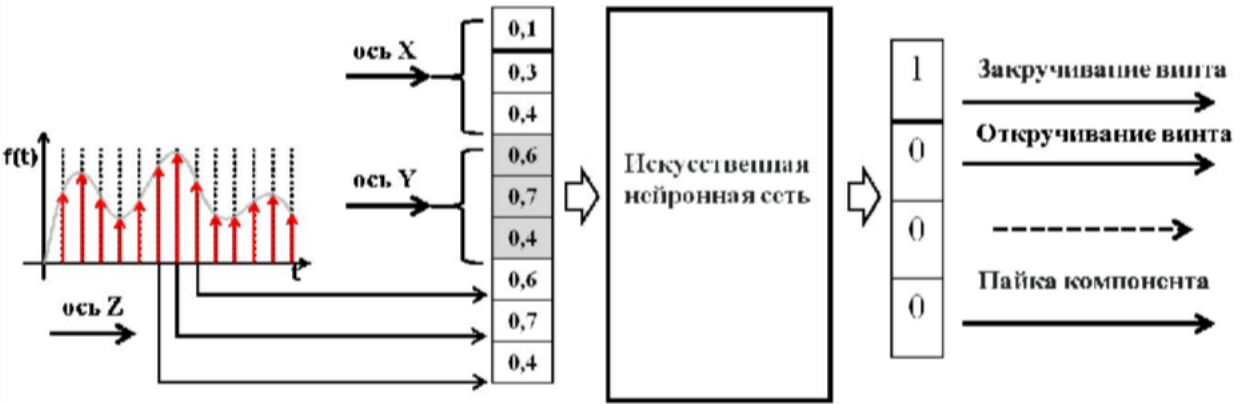 ось X
f(t)
t
ось Y
ось Z
0,1
0,3
0,4
0,6
0,7
0,4
0,6
0,7
0,4
Искусственная
нейронная сеть
1
0
0
0
Закручивание винта
Откручивание винта
Пайка компонента